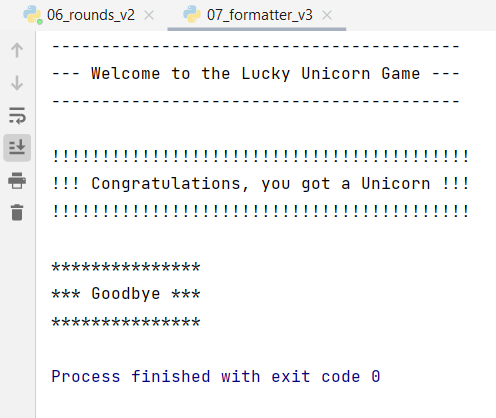 06_rounds_v2
07_formatter_v3
-----------------------------------------
--- Welcome to the Lucky Unicorn Game ---
-----------------------------------------
!!!!!!!!!!!!!!!!!!!!!!!!!!!!!!!!!!!!!!!!!!
!!! Congratulations, you got a Unicorn !!!
!!!!!!!!!!!!!!!!!!!!!!!!!!!!!!!!!!!!!!!!!!
***************
*** Goodbye ***
***************
Process finished with exit code 0